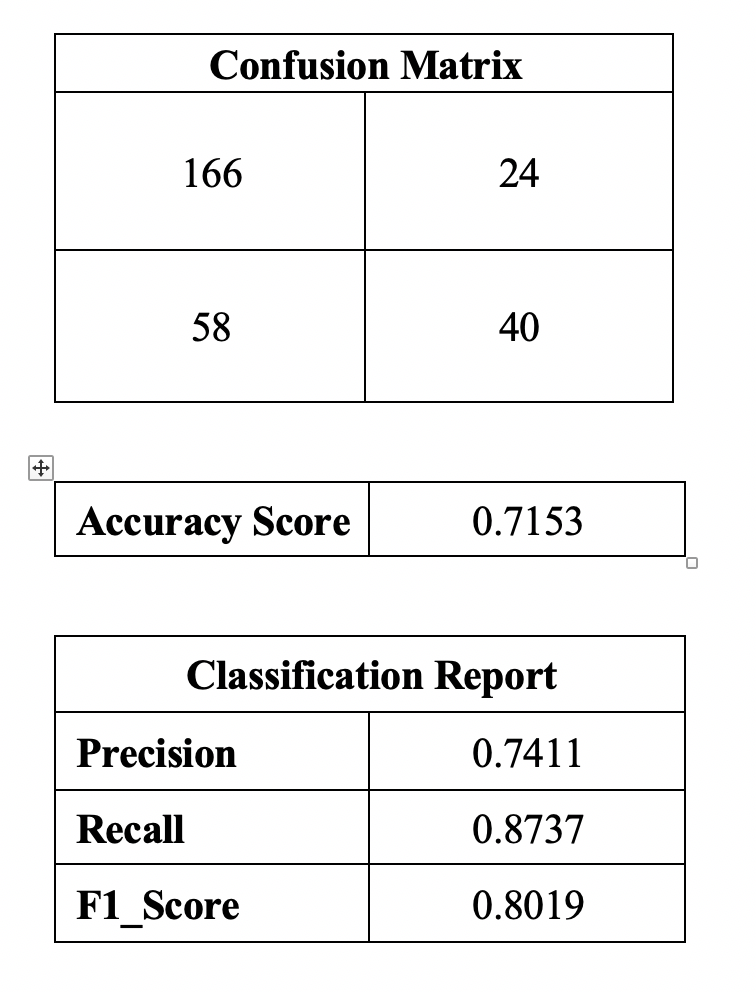 Confusion Matrix
166 24
58 40
Accuracy Score 0.7153
Classification Report
Precision 0.7411
Recall 0.8737
F1_Score 0.8019